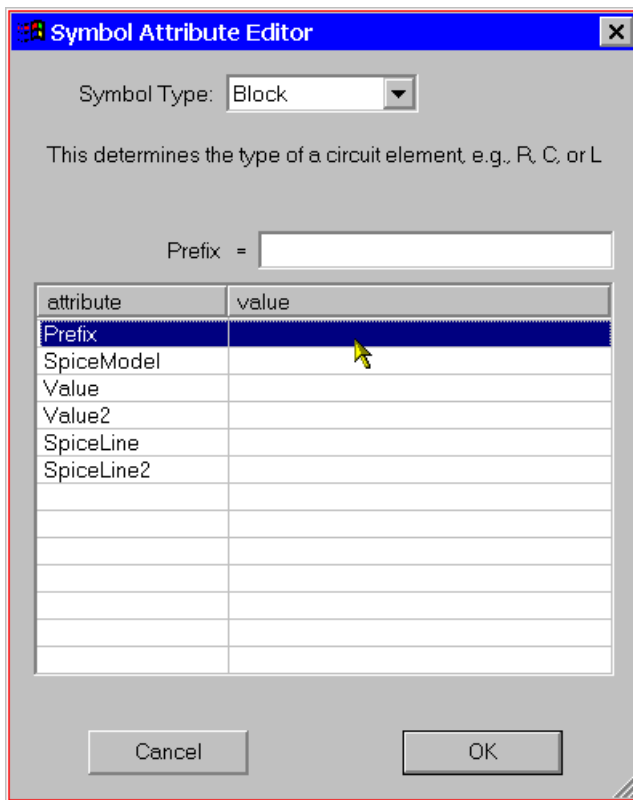 Symbol Attribute Editor
Symbol Type: Block
This determines the type of a circuit element, e.g., R, C, or L
Prefix =
attribute value
Prefix
SpiceModel
Value
Value2
SpiceLine
SpiceLine2
Cancel OK